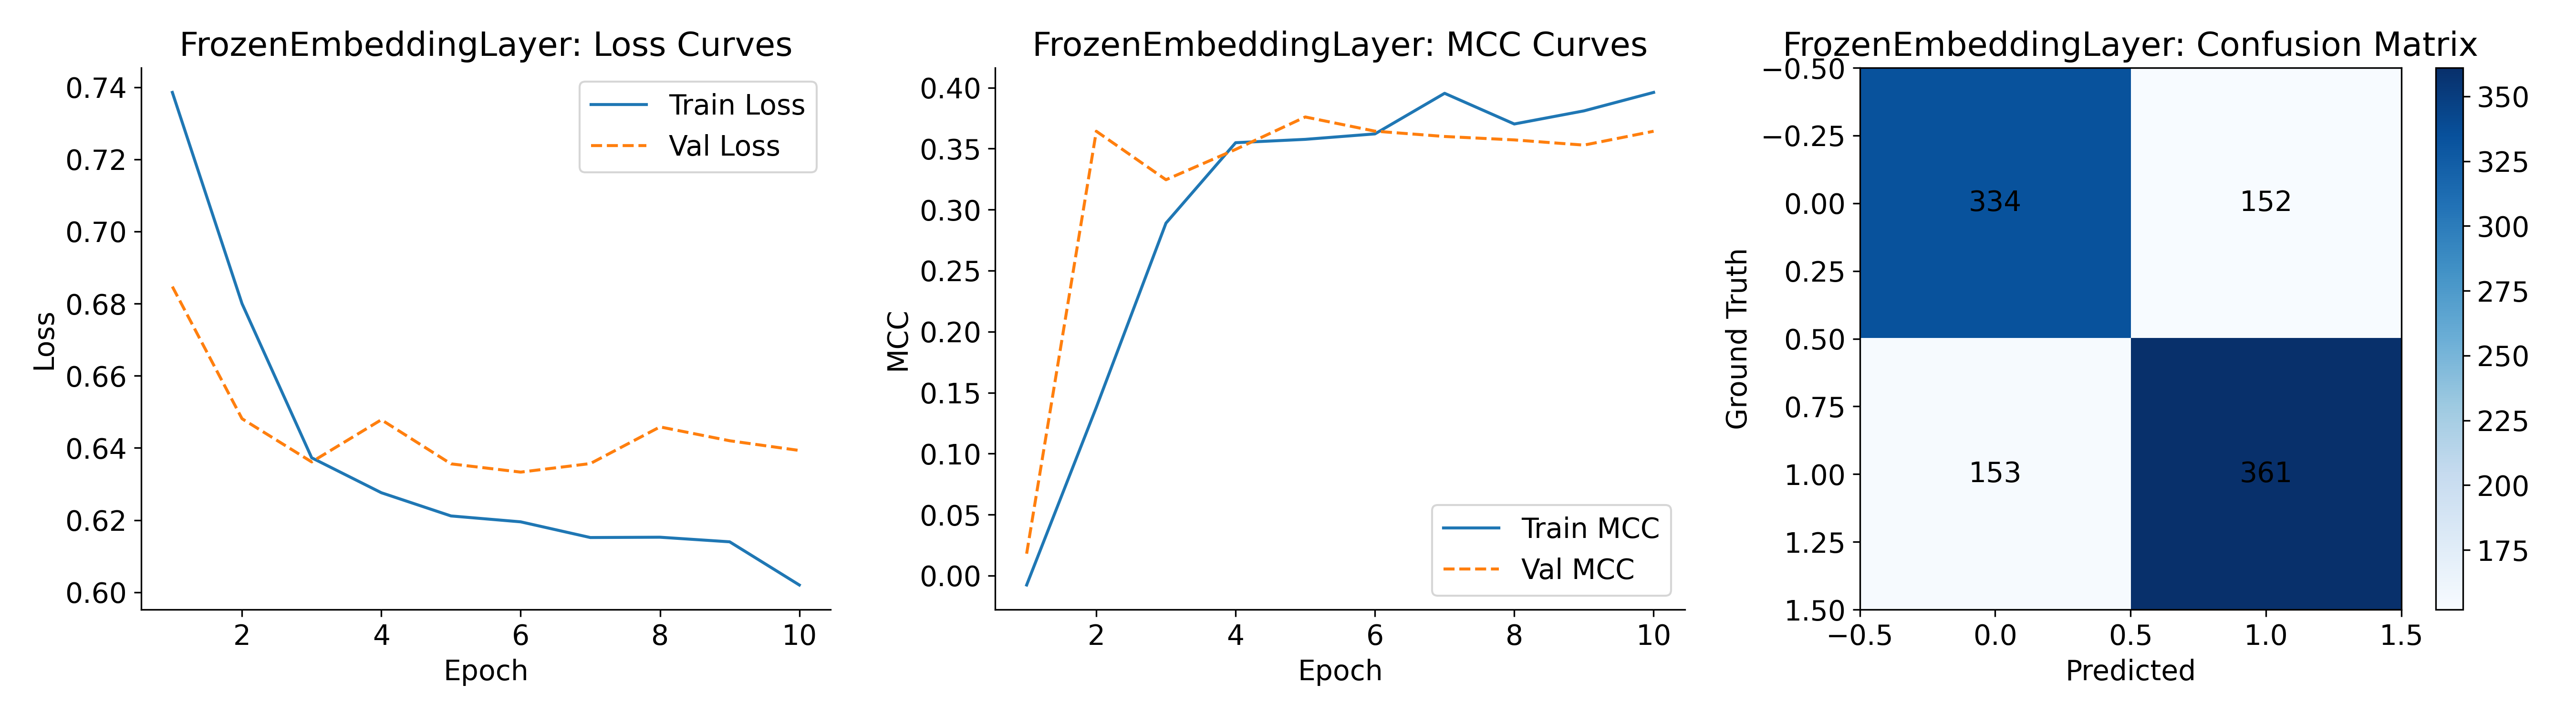 FrozenEmbeddingLayer: Loss Curves
0.74
0.72
0.70
0.68
0.66
0.64
0.62
0.60
Loss
2 4 6 8 10
Epoch
Train Loss
Val Loss
FrozenEmbeddingLayer: MCC Curves
0.40
0.35
0.30
0.25
0.20
0.15
0.10
0.05
0.00
MCC
2 4 6 8 10
Epoch
Train MCC
Val MCC
FrozenEmbeddingLayer: Confusion Matrix
−0.50
−0.25
0.00
0.25
0.50
0.75
1.00
1.25
1.50
Ground Truth
334 152
153 361
−0.5 0.0 0.5 1.0 1.5
Predicted
350
325
300
275
250
225
200
175